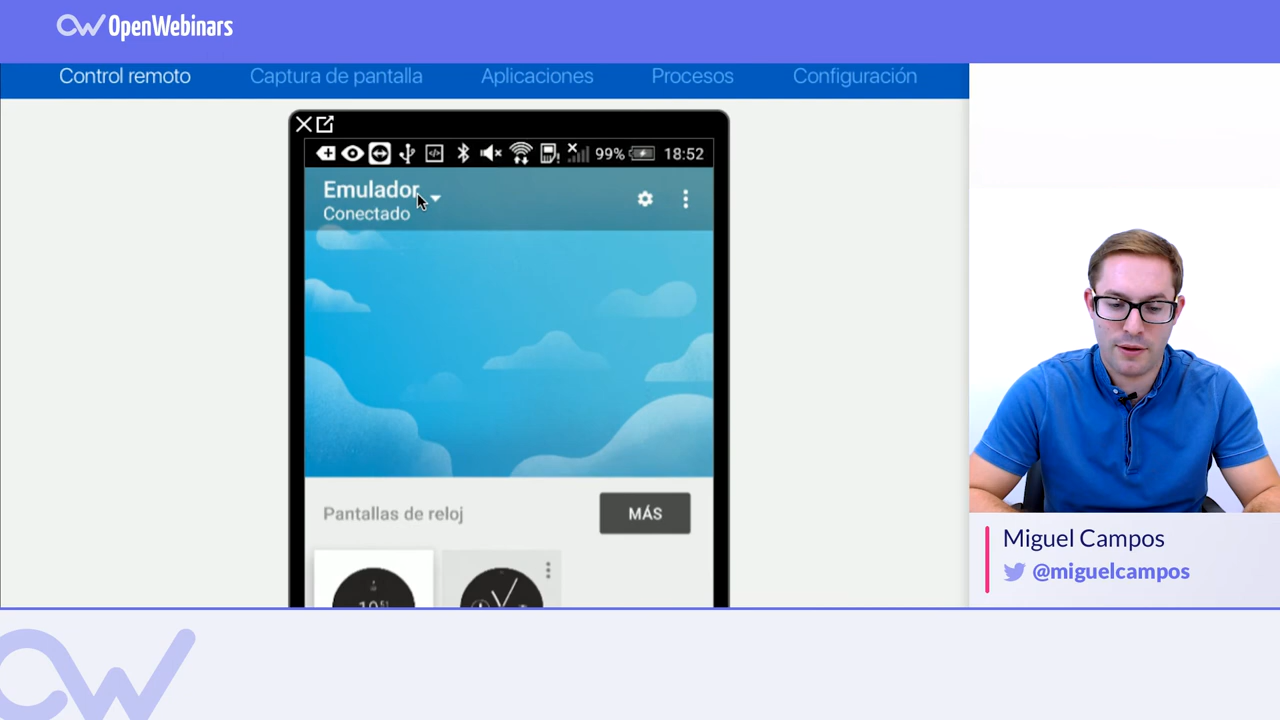 OpenWebinars
Control remoto Captura de pantalla Aplicaciones Procesos Configuración
99% 18:52
Emulador
Conectado
Pantallas de reloj MÁS
Miguel Campos
@miguelcampos